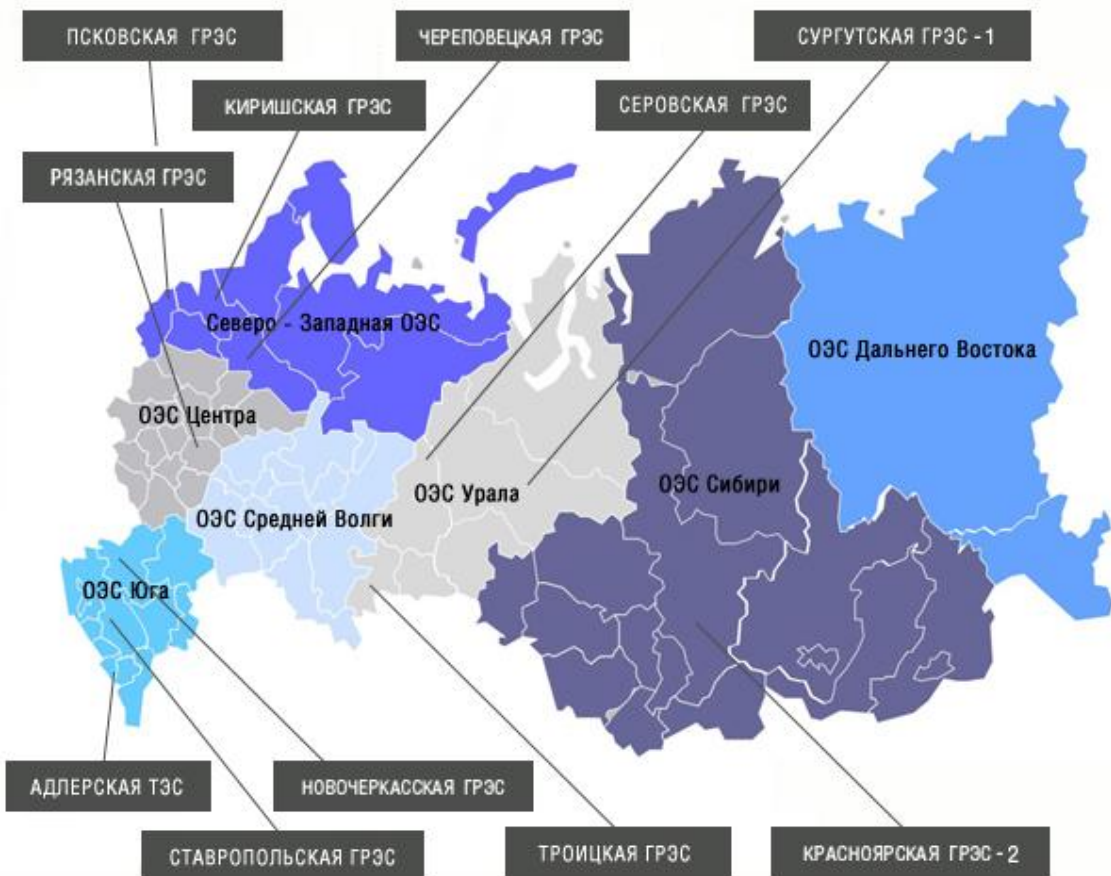 ПСКОВСКАЯ ГРЭС
ЧЕРЕПОВЕЦКАЯ ГРЭС
СУРГУТСКАЯ ГРЭС-1
КИРИШСКАЯ ГРЭС
СЕРОВСКАЯ ГРЭС
РЯЗАНСКАЯ ГРЭС
Северо - Западная ОЭС
ОЭС Дальнего Востока
ОЭС Центра
ОЭС Урала
ОЭС Сибири
ОЭС Средней Волги
ОЭС Юга
АДЛЕРСКАЯ ТЭС
НОВОЧЕРКАССКАЯ ГРЭС
СТАВРОПОЛЬСКАЯ ГРЭС
ТРОИЦКАЯ ГРЭС
КРАСНОЯРСКАЯ ГРЭС-2